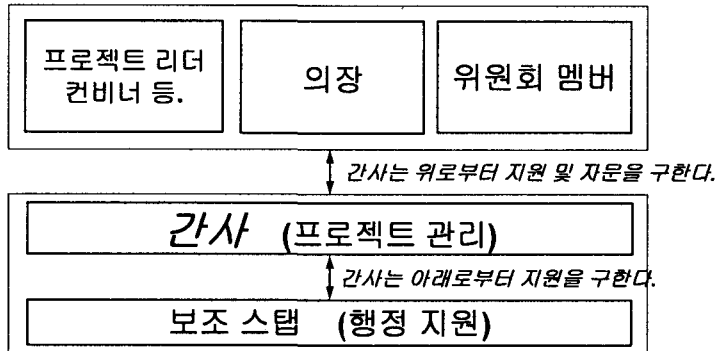 프로젝트 리더
컨비너 등.
의장
위원회 멤버
간사는 위로부터 지원 및 자문을 구한다.
간사 (프로젝트 관리)
간사는 아래로부터 지원을 구한다.
보조 스탭 (행정 지원)